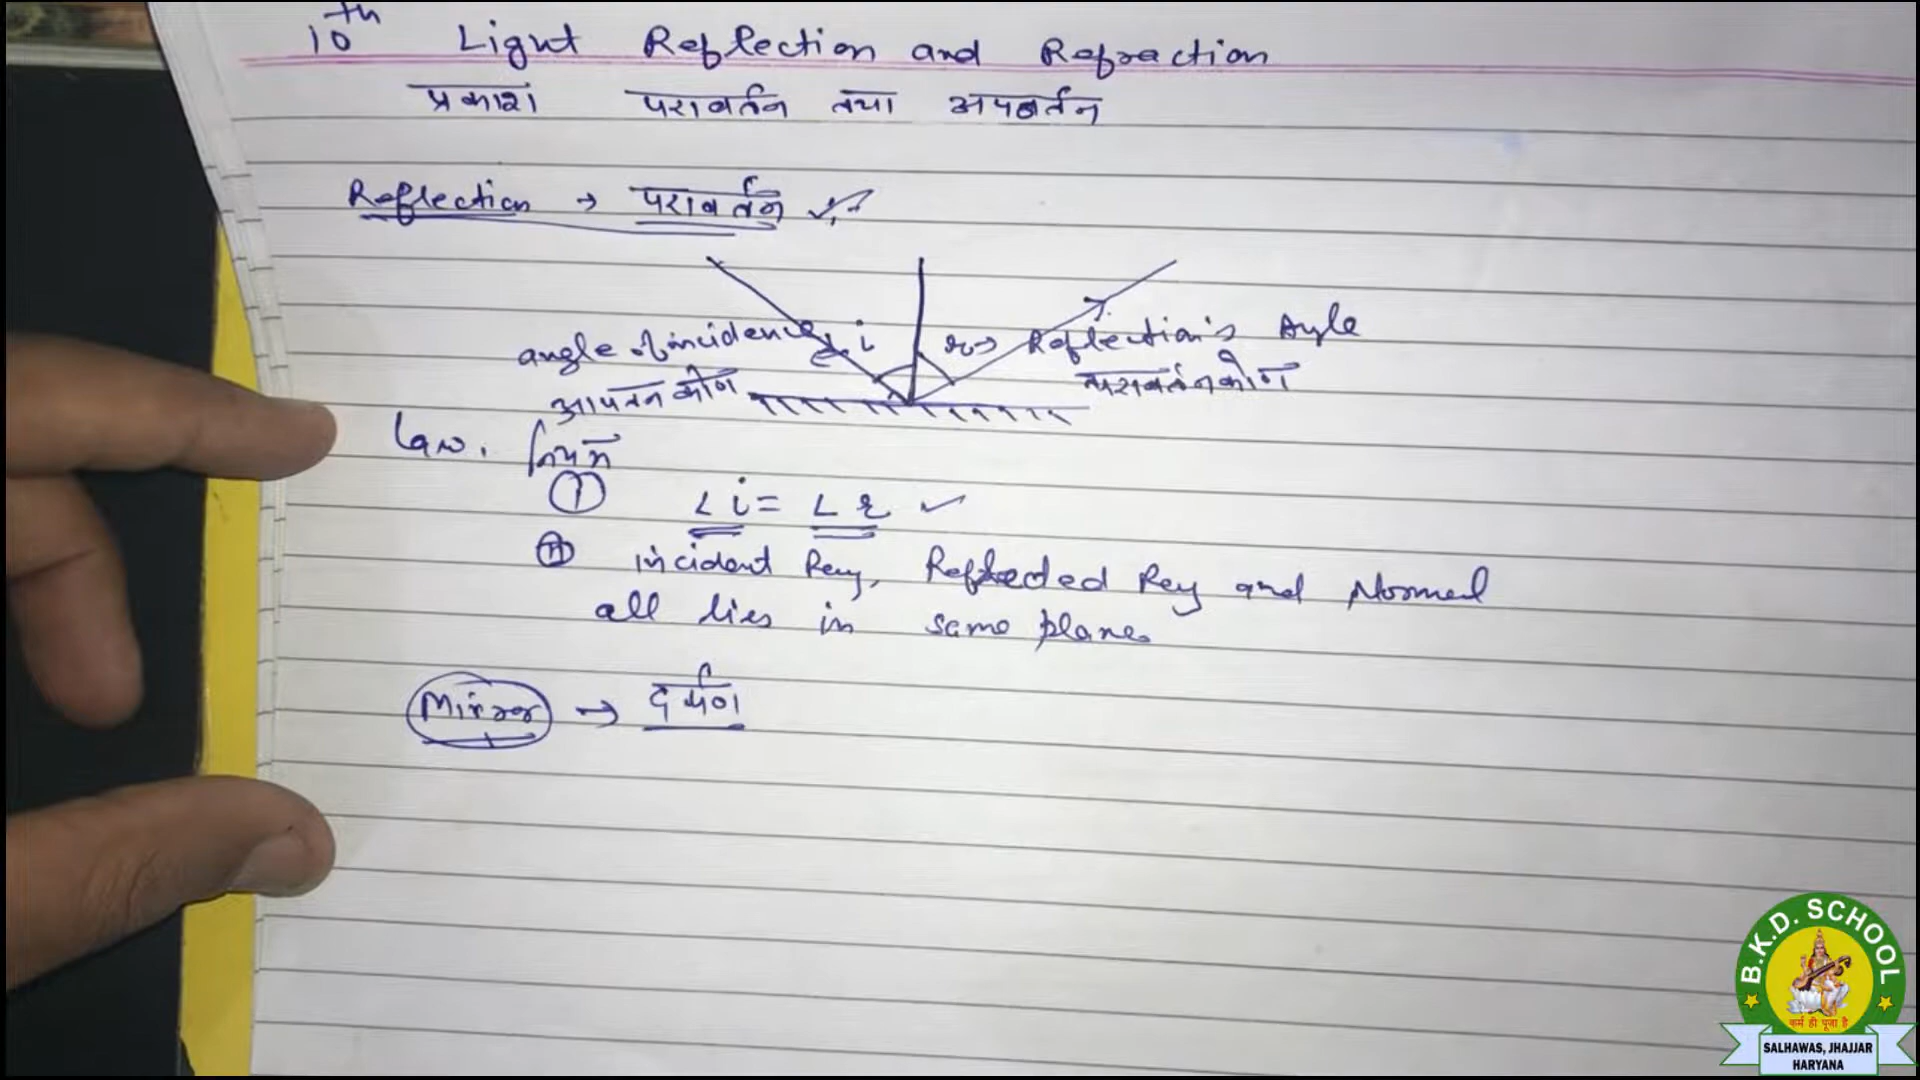 10th Light Reflection and Refraction
प्रकाश परावर्तन तथा अपवर्तन
Reflection → परावर्तन
angle of incidence i r → Reflection's Angle
आपतन कोण परावर्तन कोण
Law. नियम
I ∠i = ∠r
II incident Ray, Reflected Ray and Normal
all lies in same plane
Mirror → दर्पण
B.K.D. SCHOOL
कर्म ही पूजा है
SALHAWAS, JHAJJAR
HARYANA